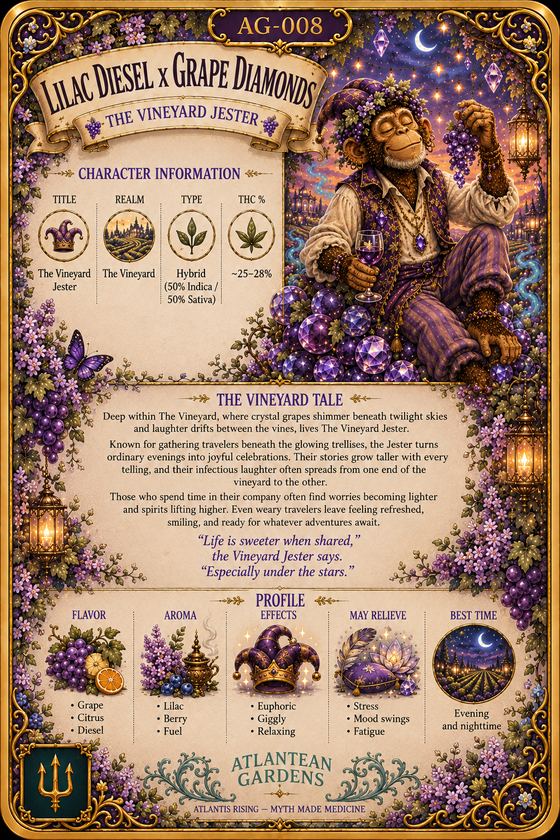 AG-008
LILAC DIESEL X GRAPE DIAMONDS
THE VINEYARD JESTER
CHARACTER INFORMATION
TITLE
The Vineyard
Jester
REALM
The Vineyard
TYPE
Hybrid
(50% Indica /
50% Sativa)
THC %
~25–28%
THE VINEYARD TALE
Deep within The Vineyard, where crystal grapes shimmer beneath twilight skies
and laughter drifts between the vines, lives The Vineyard Jester.
Known for gathering travelers beneath the glowing trellises, the Jester turns
ordinary evenings into joyful celebrations. Their stories grow taller with every
telling, and their infectious laughter often spreads from one end of the
vineyard to the other.
Those who spend time in their company often find worries becoming lighter
and spirits lifting higher. Even weary travelers leave feeling refreshed,
smiling, and ready for whatever adventures await.
“Life is sweeter when shared,”
the Vineyard Jester says.
“Especially under the stars.”
PROFILE
FLAVOR
• Grape
• Citrus
• Diesel
AROMA
• Lilac
• Berry
• Fuel
EFFECTS
• Euphoric
• Giggly
• Relaxing
MAY RELIEVE
• Stress
• Mood swings
• Fatigue
BEST TIME
Evening
and nighttime
ATLANTEAN
GARDENS
ATLANTIS RISING – MYTH MADE MEDICINE